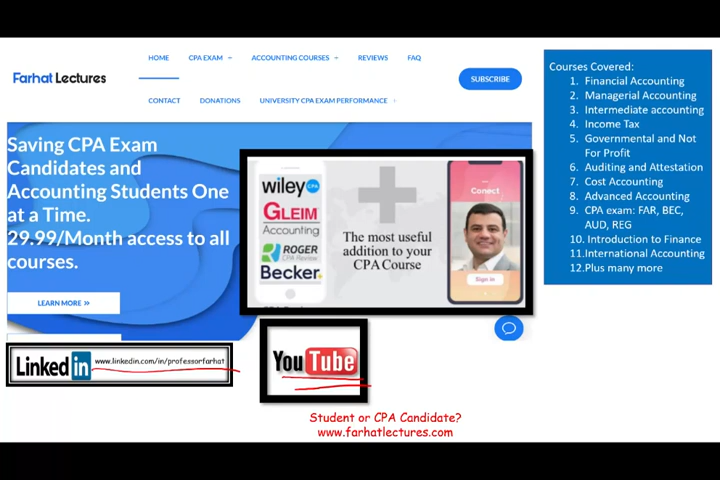 HOME
CPA EXAM
ACCOUNTING COURSES
REVIEWS
FAQ
Farhat Lectures
SUBSCRIBE
CONTACT
DONATIONS
UNIVERSITY CPA EXAM PERFORMANCE
Saving CPA Exam
Candidates and
Accounting Students One
at a Time.
29.99/Month access to all
courses.
LEARN MORE »
wiley CPA
GLEIM
Accounting
ROGER
CPA Review
Becker.
The most useful
addition to your
CPA Course
Conect
Sign in
Courses Covered:
1. Financial Accounting
2. Managerial Accounting
3. Intermediate accounting
4. Income Tax
5. Governmental and Not
For Profit
6. Auditing and Attestation
7. Cost Accounting
8. Advanced Accounting
9. CPA exam: FAR, BEC,
AUD, REG
10. Introduction to Finance
11.International Accounting
12.Plus many more
Linked in
www.linkedin.com/in/professorfarhat
YouTube
Student or CPA Candidate?
www.farhatlectures.com